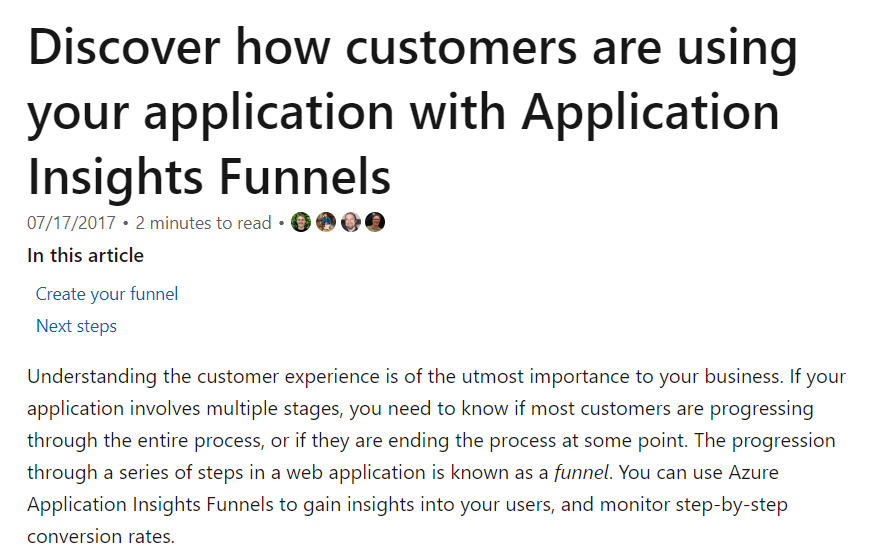 Discover how customers are using
your application with Application
Insights Funnels
07/17/2017 • 2 minutes to read •
In this article
Create your funnel
Next steps
Understanding the customer experience is of the utmost importance to your business. If your
application involves multiple stages, you need to know if most customers are progressing
through the entire process, or if they are ending the process at some point. The progression
through a series of steps in a web application is known as a funnel. You can use Azure
Application Insights Funnels to gain insights into your users, and monitor step-by-step
conversion rates.